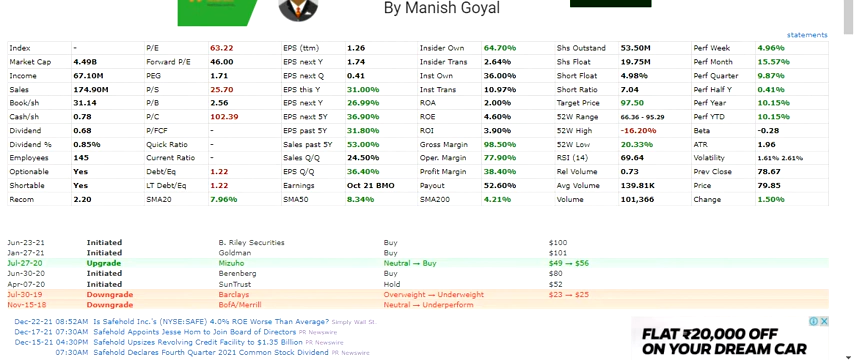 By Manish Goyal
statements
Index - P/E 63.22 EPS (ttm) 1.26 Insider Own 64.70% Shs Outstand 53.50M Perf Week 4.96%
Market Cap 4.49B Forward P/E 46.00 EPS next Y 1.74 Insider Trans 2.64% Shs Float 19.75M Perf Month 15.57%
Income 67.10M PEG 1.71 EPS next Q 0.41 Inst Own 36.00% Short Float 4.98% Perf Quarter 9.87%
Sales 174.90M P/S 25.70 EPS this Y 31.00% Inst Trans 10.97% Short Ratio 7.04 Perf Half Y 0.41%
Book/sh 31.14 P/B 2.56 EPS next Y 26.99% ROA 2.00% Target Price 97.50 Perf Year 10.15%
Cash/sh 0.78 P/C 102.39 EPS next 5Y 36.90% ROE 4.60% 52W Range 66.36 - 95.29 Perf YTD 10.15%
Dividend 0.68 P/FCF - EPS past 5Y 31.80% ROI 3.90% 52W High -16.20% Beta -0.28
Dividend % 0.85% Quick Ratio - Sales past 5Y 53.00% Gross Margin 98.50% 52W Low 20.33% ATR 1.96
Employees 145 Current Ratio - Sales Q/Q 24.50% Oper. Margin 77.90% RSI (14) 69.64 Volatility 1.61% 2.61%
Optionable Yes Debt/Eq 1.22 EPS Q/Q 36.40% Profit Margin 38.40% Rel Volume 0.73 Prev Close 78.67
Shortable Yes LT Debt/Eq 1.22 Earnings Oct 21 BMO Payout 52.60% Avg Volume 139.81K Price 79.85
Recom 2.20 SMA20 7.96% SMA50 8.34% SMA200 4.21% Volume 101,366 Change 1.50%
Jun-23-21 Initiated B. Riley Securities Buy $100
Jan-27-21 Initiated Goldman Buy $101
Jul-27-20 Upgrade Mizuho Neutral → Buy $49 → $56
Jun-30-20 Initiated Berenberg Buy $80
Apr-07-20 Initiated SunTrust Hold $52
Jul-30-19 Downgrade Barclays Overweight → Underweight $23 → $25
Nov-15-18 Downgrade BofA/Merrill Neutral → Underperform
Dec-22-21 08:52AM Is Safehold Inc.'s (NYSE:SAFE) 4.0% ROE Worse Than Average? Simply Wall St.
Dec-17-21 07:30AM Safehold Appoints Jesse Hom to Join Board of Directors PR Newswire
Dec-15-21 04:30PM Safehold Upsizes Revolving Credit Facility to $1.35 Billion PR Newswire
07:30AM Safehold Declares Fourth Quarter 2021 Common Stock Dividend PR Newswire
FLAT ₹20,000 OFF
ON YOUR DREAM CAR